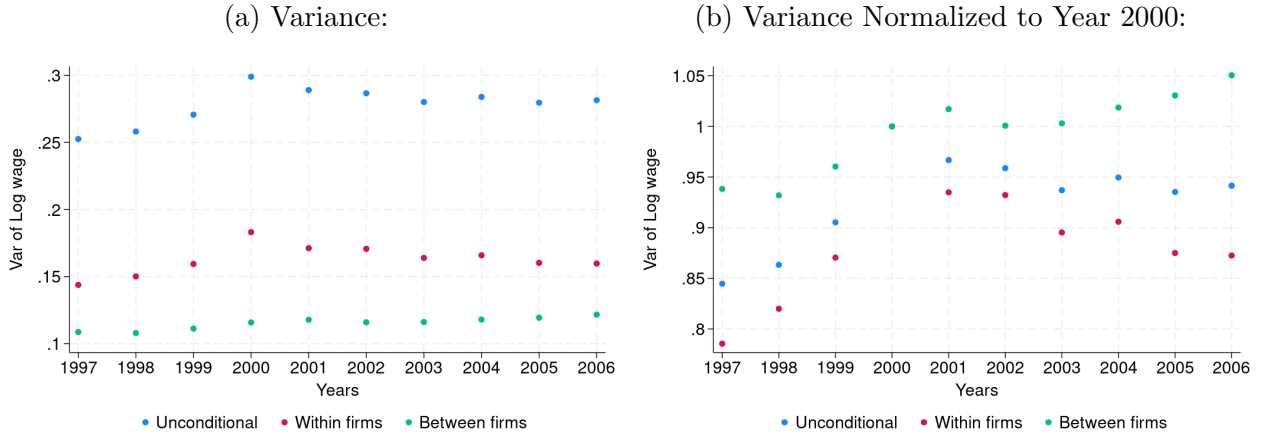 (a) Variance:
Var of Log wage
.3
.25
.2
.15
.1
1997 1998 1999 2000 2001 2002 2003 2004 2005 2006
Years
Unconditional Within firms Between firms
(b) Variance Normalized to Year 2000:
Var of Log wage
1.05
1
.95
.9
.85
.8
1997 1998 1999 2000 2001 2002 2003 2004 2005 2006
Years
Unconditional Within firms Between firms